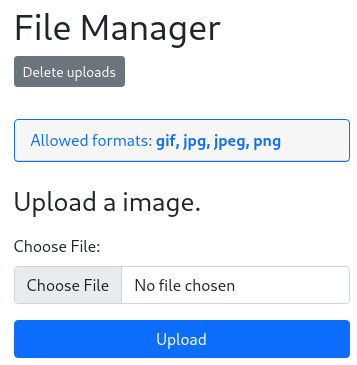 File Manager
Delete uploads
Allowed formats: gif, jpg, jpeg, png
Upload a image.
Choose File:
Choose File No file chosen
Upload